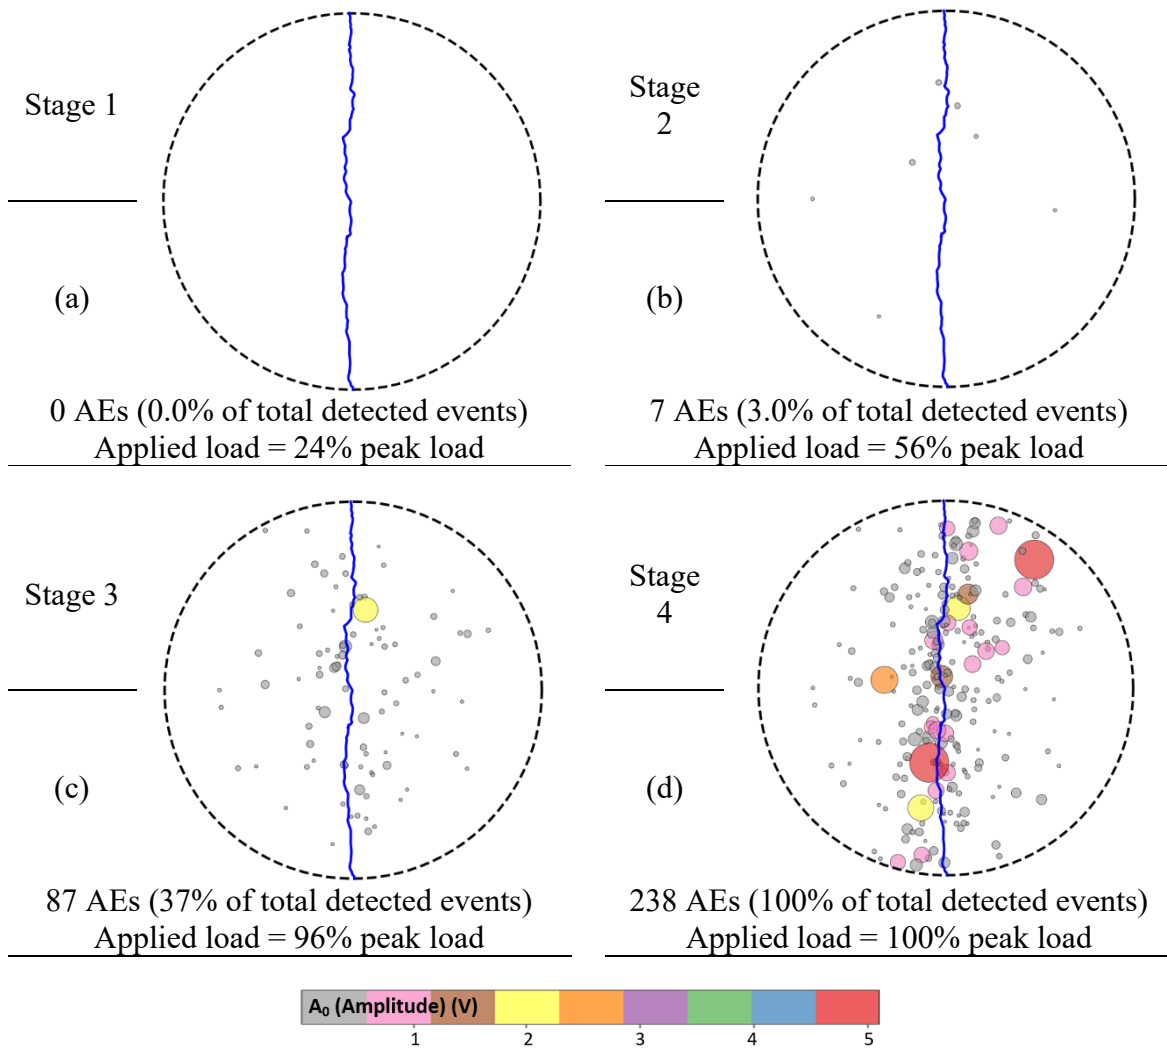 Stage 1
(a)
0 AEs (0.0% of total detected events)
Applied load = 24% peak load
Stage
2
(b)
7 AEs (3.0% of total detected events)
Applied load = 56% peak load
Stage 3
(c)
87 AEs (37% of total detected events)
Applied load = 96% peak load
Stage
4
(d)
238 AEs (100% of total detected events)
Applied load = 100% peak load
A₀ (Amplitude) (V)
1 2 3 4 5